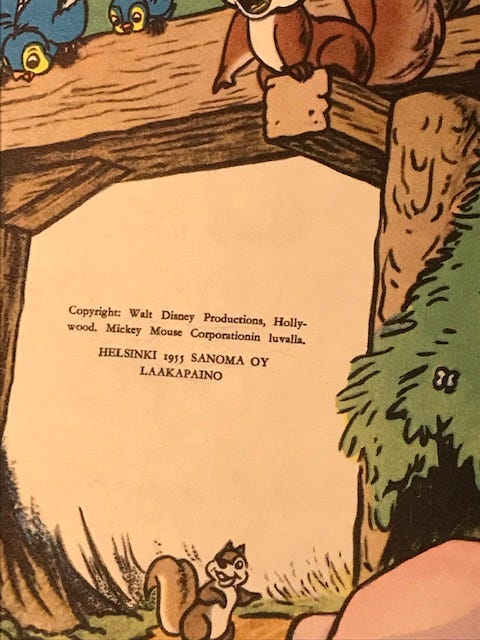 Copyright: Walt Disney Productions, Holly-
wood. Mickey Mouse Corporationin luvalla.
HELSINKI 1955 SANOMA OY
LAAKAPAINO